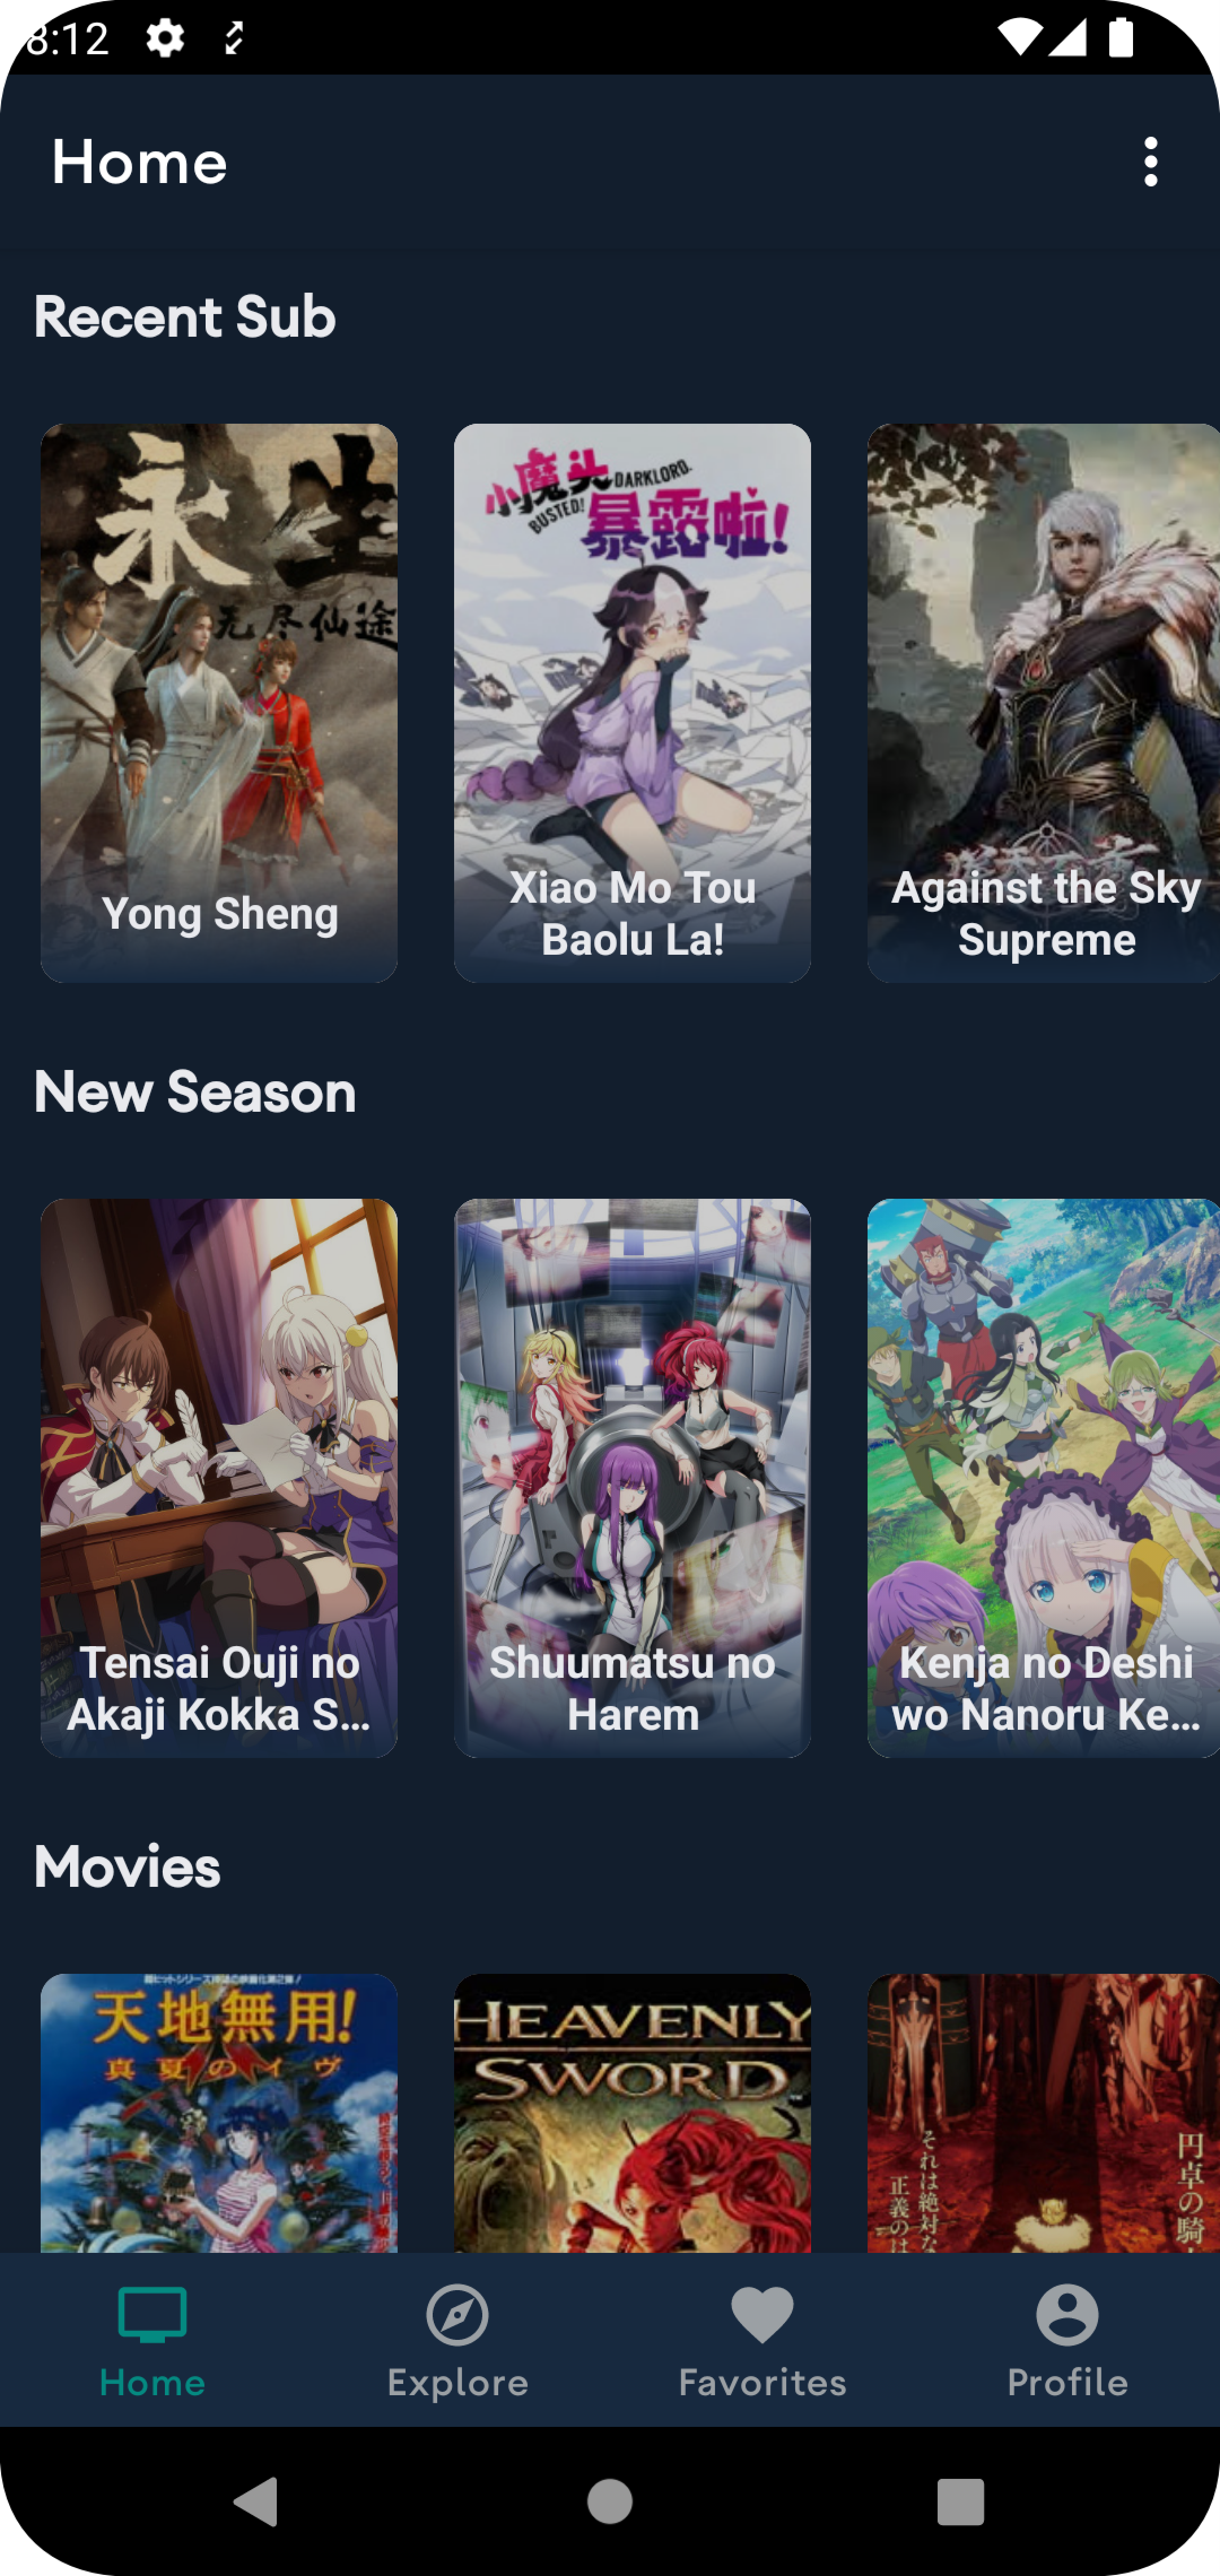 8:12
Home
Recent Sub
永生
无尽仙途
Yong Sheng
小魔头
DARKLORD.
BUSTED!
暴露啦!
Xiao Mo Tou
Baolu La!
Against the Sky
Supreme
New Season
Tensai Ouji no
Akaji Kokka S...
Shuumatsu no
Harem
Kenja no Deshi
wo Nanoru Ke...
Movies
天地無用!
真夏のイヴ
HEAVENLY
SWORD
円卓の騎
それは絶対な
正義のは
Home
Explore
Favorites
Profile